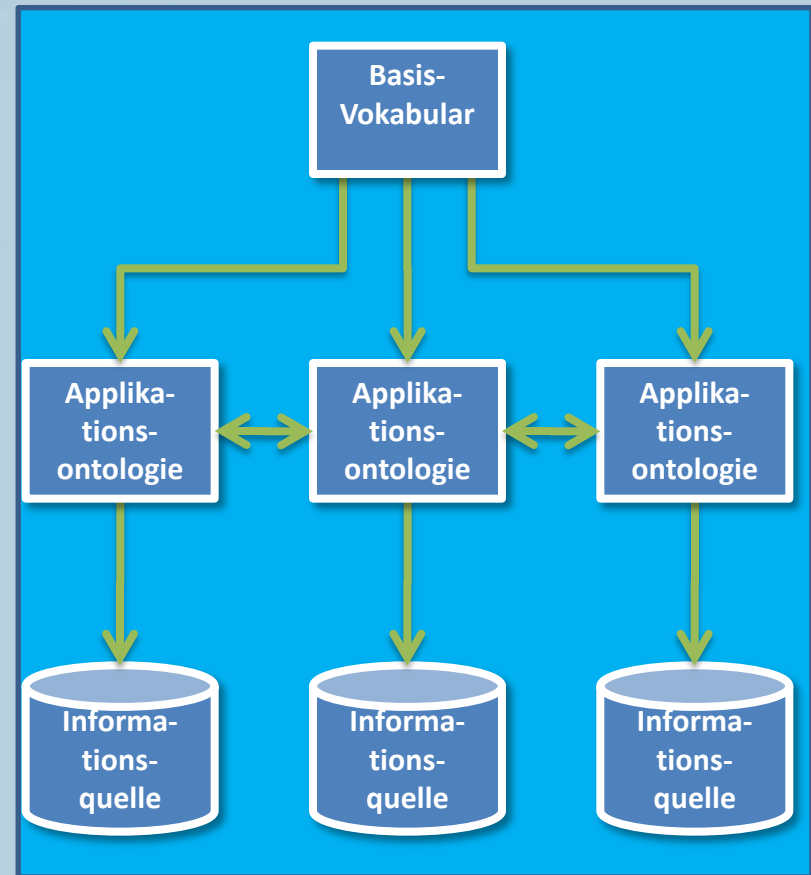 Basis-
Vokabular
Applika-
tions-
ontologie
Applika-
tions-
ontologie
Applika-
tions-
ontologie
Informa-
tions-
quelle
Informa-
tions-
quelle
Informa-
tions-
quelle